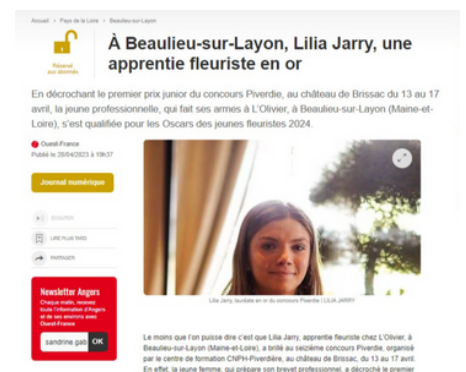 Accueil > Pays de la Loire > Beaulieu-sur-Layon
Réservé
aux abonnés
À Beaulieu-sur-Layon, Lilia Jarry, une
apprentie fleuriste en or
En décrochant le premier prix junior du concours Piverdie, au château de Brissac du 13 au 17
avril, la jeune professionnelle, qui fait ses armes à L'Olivier, à Beaulieu-sur-Layon (Maine-et-
Loire), s'est qualifiée pour les Oscars des jeunes fleuristes 2024.
Ouest-France
Publié le 28/04/2023 à 10h37
Journal numérique
ÉCOUTER
LIRE PLUS TARD
PARTAGER
Newsletter Angers
Chaque matin, recevez
toute l'information d'Angers
et de ses environs avec
Ouest-France
sandrine.gab OK
Lilia Jarry, lauréate en or du concours Piverdie | LILIA JARRY
Le moins que l'on puisse dire c'est que Lilia Jarry, apprentie fleuriste chez L'Olivier, à
Beaulieu-sur-Layon (Maine-et-Loire), a brillé au seizième concours Piverdie, organisé
par le centre de formation CNPH-Piverdière, au château de Brissac, du 13 au 17 avril.
En effet, la jeune femme, qui prépare son brevet professionnel, a décroché le premier